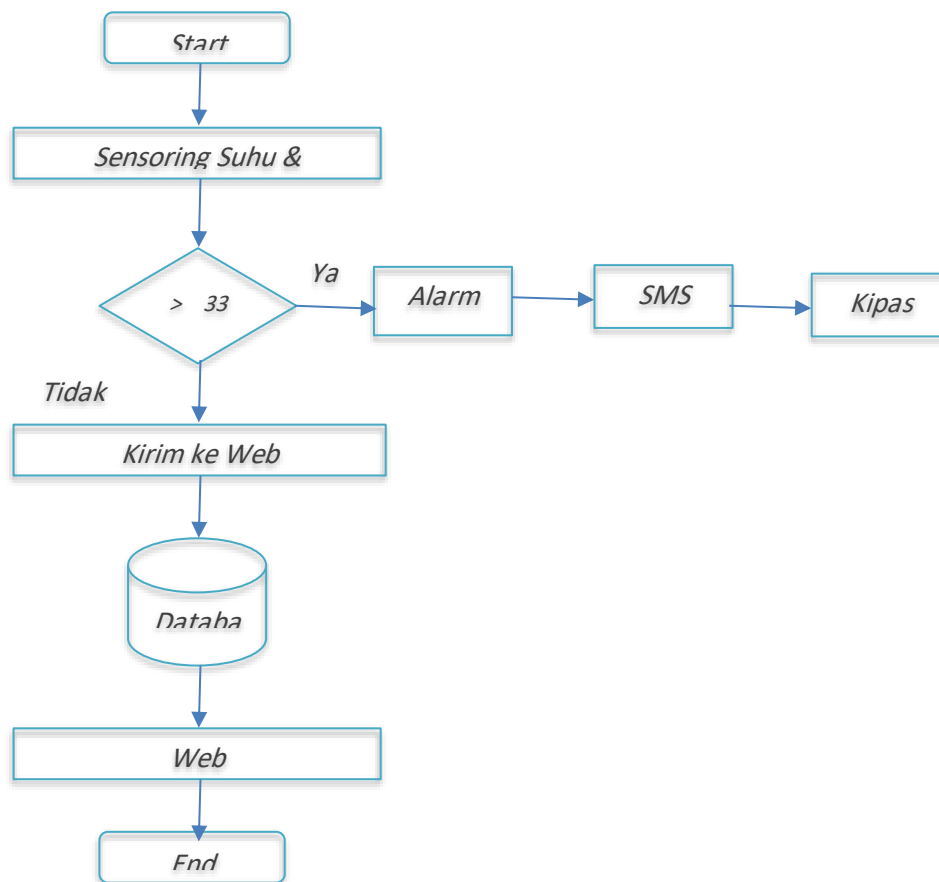 Start
Sensoring Suhu &
> 33
Ya
Alarm
SMS
Kipas
Tidak
Kirim ke Web
Databa
Web
End